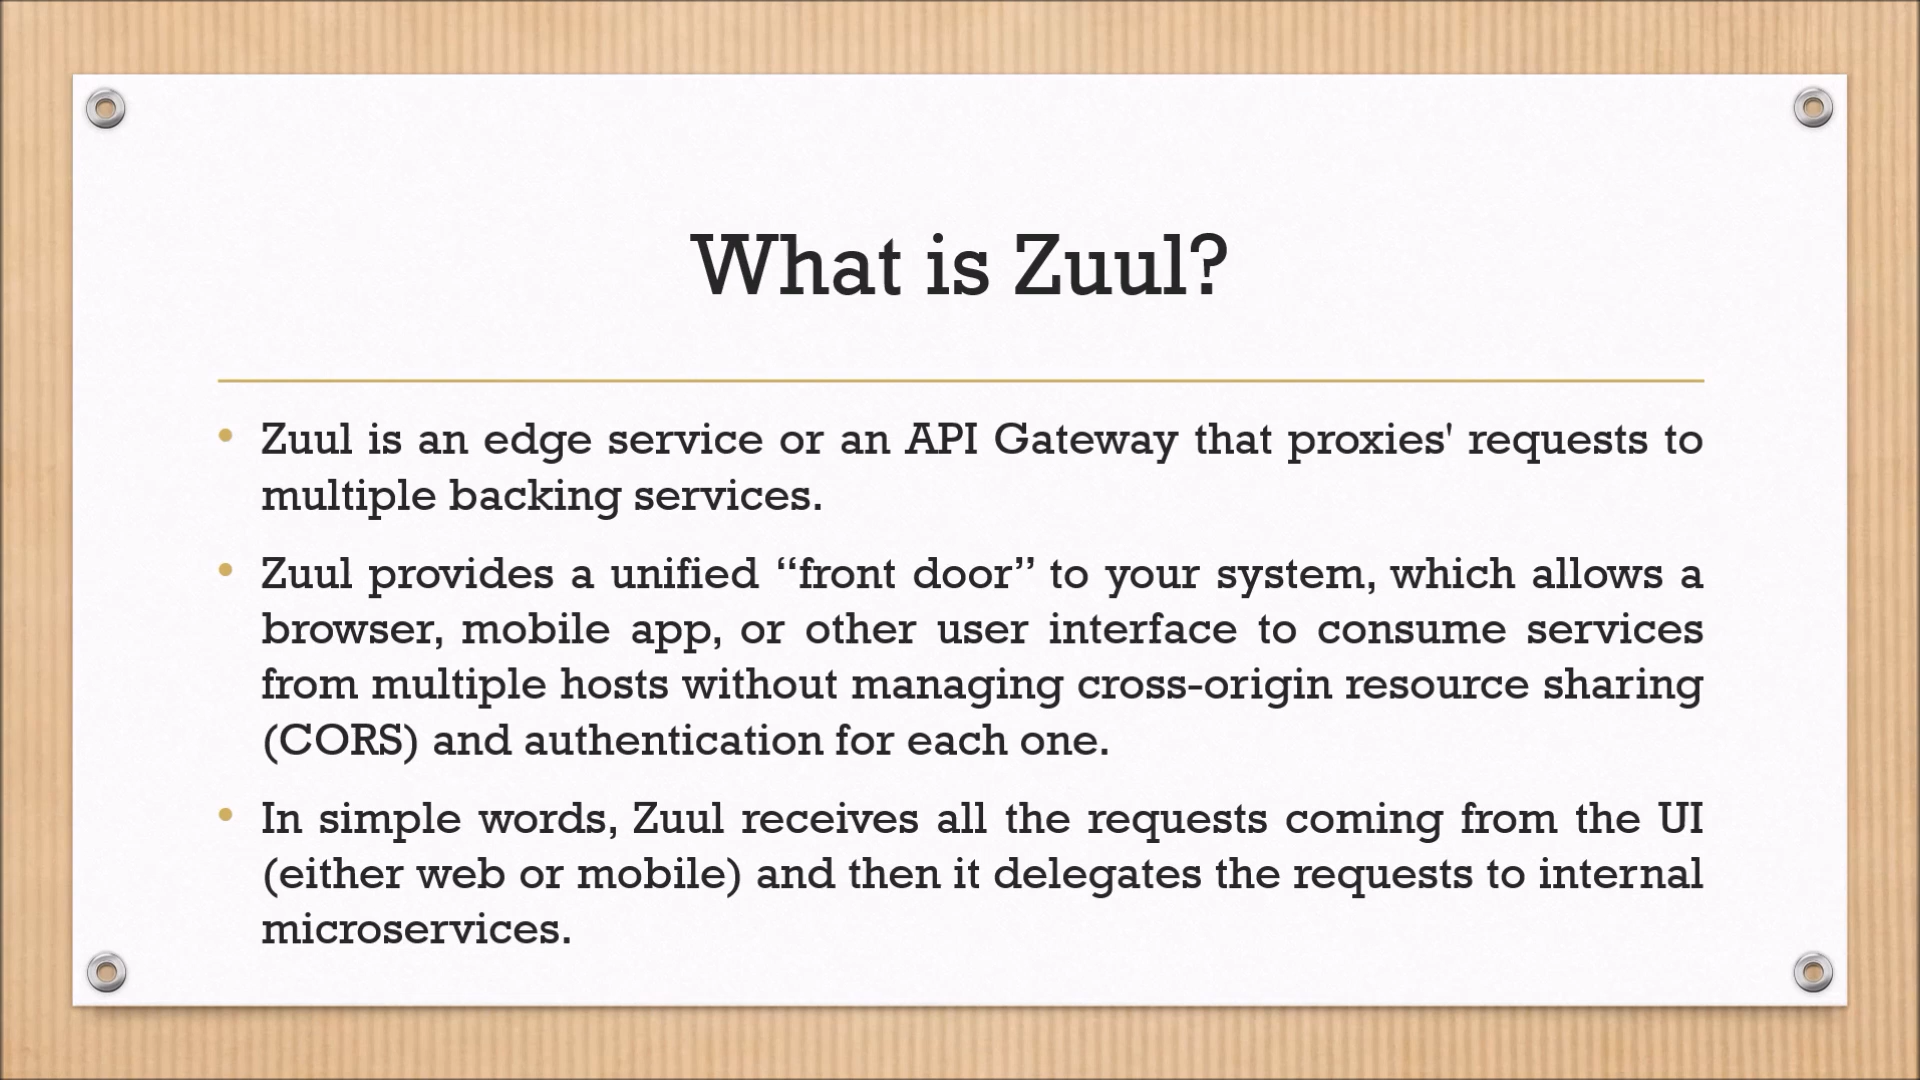 What is Zuul?
• Zuul is an edge service or an API Gateway that proxies' requests to
multiple backing services.
• Zuul provides a unified “front door” to your system, which allows a
browser, mobile app, or other user interface to consume services
from multiple hosts without managing cross-origin resource sharing
(CORS) and authentication for each one.
• In simple words, Zuul receives all the requests coming from the UI
(either web or mobile) and then it delegates the requests to internal
microservices.